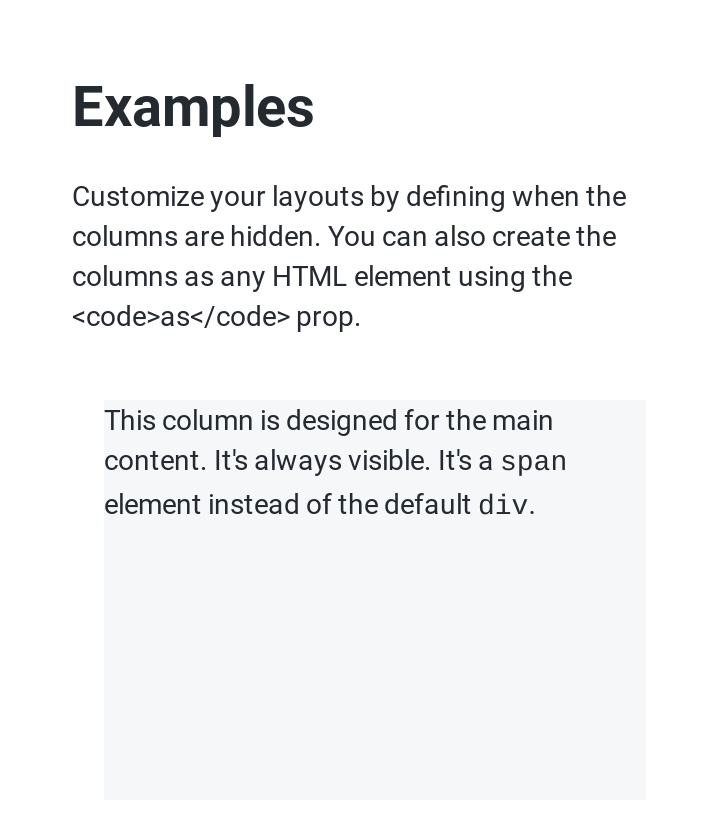 Examples
Customize your layouts by defining when the
columns are hidden. You can also create the
columns as any HTML element using the
<code>as</code> prop.
This column is designed for the main
content. It's always visible. It's a span
element instead of the default div.